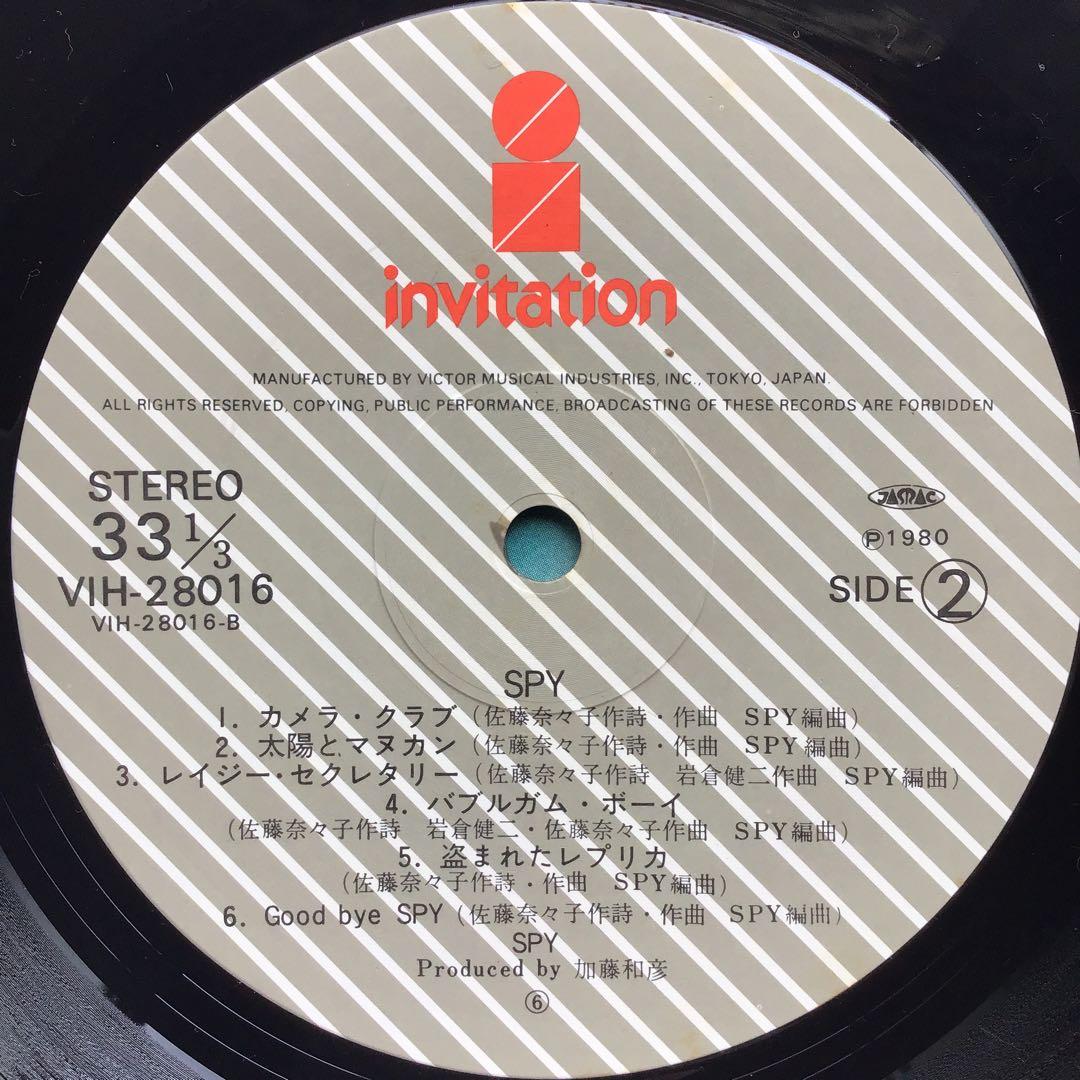 invitation
MANUFACTURED BY VICTOR MUSICAL INDUSTRIES, INC., TOKYO, JAPAN.
ALL RIGHTS RESERVED, COPYING, PUBLIC PERFORMANCE, BROADCASTING OF THESE RECORDS ARE FORBIDDEN
STEREO
33 1/3
VIH-28016
VIH-28016-B
JASRAC
Ⓟ1980
SIDE ②
SPY
1. カメラ・クラブ (佐藤奈々子作詩・作曲 SPY編曲)
2. 太陽とマヌカン (佐藤奈々子作詩・作曲 SPY編曲)
3. レイジー・セクレタリー (佐藤奈々子作詩 岩倉健二作曲 SPY編曲)
4. バブルガム・ボーイ
(佐藤奈々子作詩 岩倉健二・佐藤奈々子作曲 SPY編曲)
5. 盗まれたレプリカ
(佐藤奈々子作詩・作曲 SPY編曲)
6. Good bye SPY (佐藤奈々子作詩・作曲 SPY編曲)
SPY
Produced by 加藤和彦
⑥